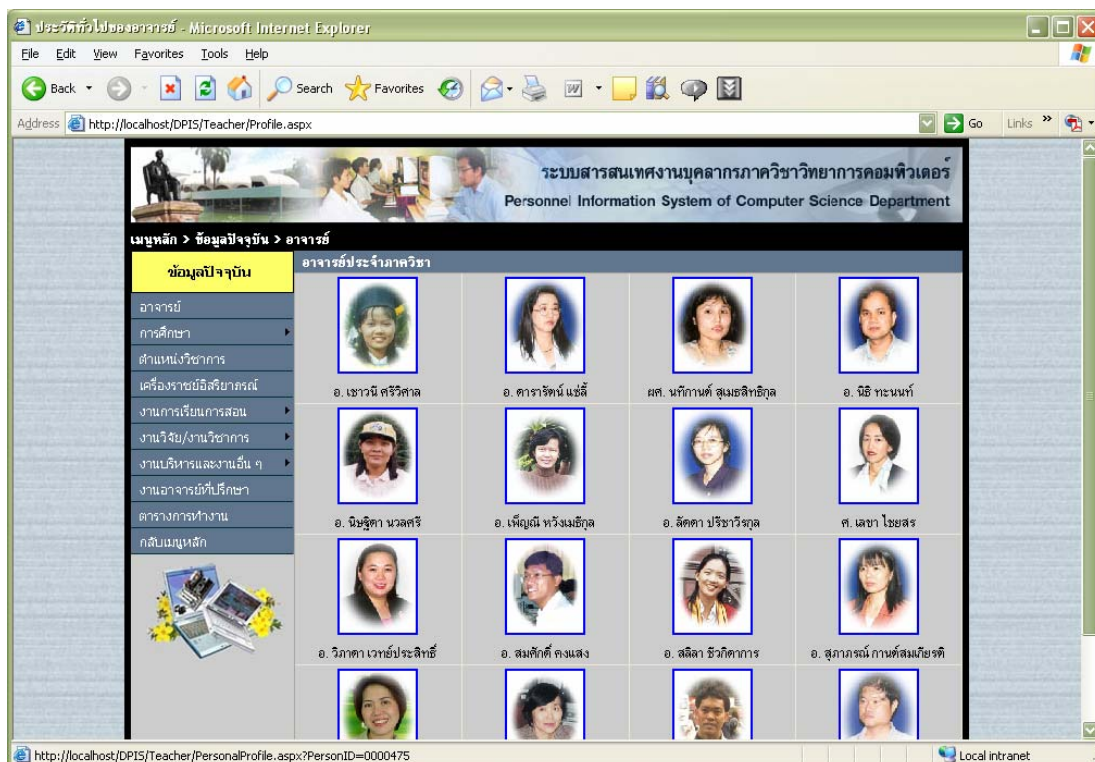 ประวัติทั่วไปของอาจารย์ - Microsoft Internet Explorer
File Edit View Favorites Tools Help
Back Search Favorites
Address http://localhost/DPIS/Teacher/Profile.aspx Go Links
ระบบสารสนเทศงานบุคลากรภาควิชาวิทยาการคอมพิวเตอร์
Personnel Information System of Computer Science Department
เมนูหลัก > ข้อมูลปัจจุบัน > อาจารย์
ข้อมูลปัจจุบัน
อาจารย์
การศึกษา
ตำแหน่งวิชาการ
เครื่องราชย์อิสริยาภรณ์
งานการเรียนการสอน
งานวิจัย/งานวิชาการ
งานบริหารและงานอื่น ๆ
งานอาจารย์ที่ปรึกษา
ตารางการทำงาน
กลับเมนูหลัก
อาจารย์ประจำภาควิชา
อ. เชาวนี ศรีวิศาล อ. ดารารัตน์ แซ่ลี้ ผศ. นทีกานต์ สุเมธสิทธิกุล อ. นิธิ ทะนนท์
อ. นิษฐิดา นวลศรี อ. เพ็ญณี หวังเมธีกุล อ. ลัดดา ปรีชาวีรกุล ศ. เลขา ไชยสร
อ. วิภาดา เวทย์ประสิทธิ์ อ. สมศักดิ์ คงแสง อ. สลิลา ชีวกิดาการ อ. สุภาภรณ์ กานต์สมเกียรติ
http://localhost/DPIS/Teacher/PersonalProfile.aspx?PersonID=0000475 Local intranet